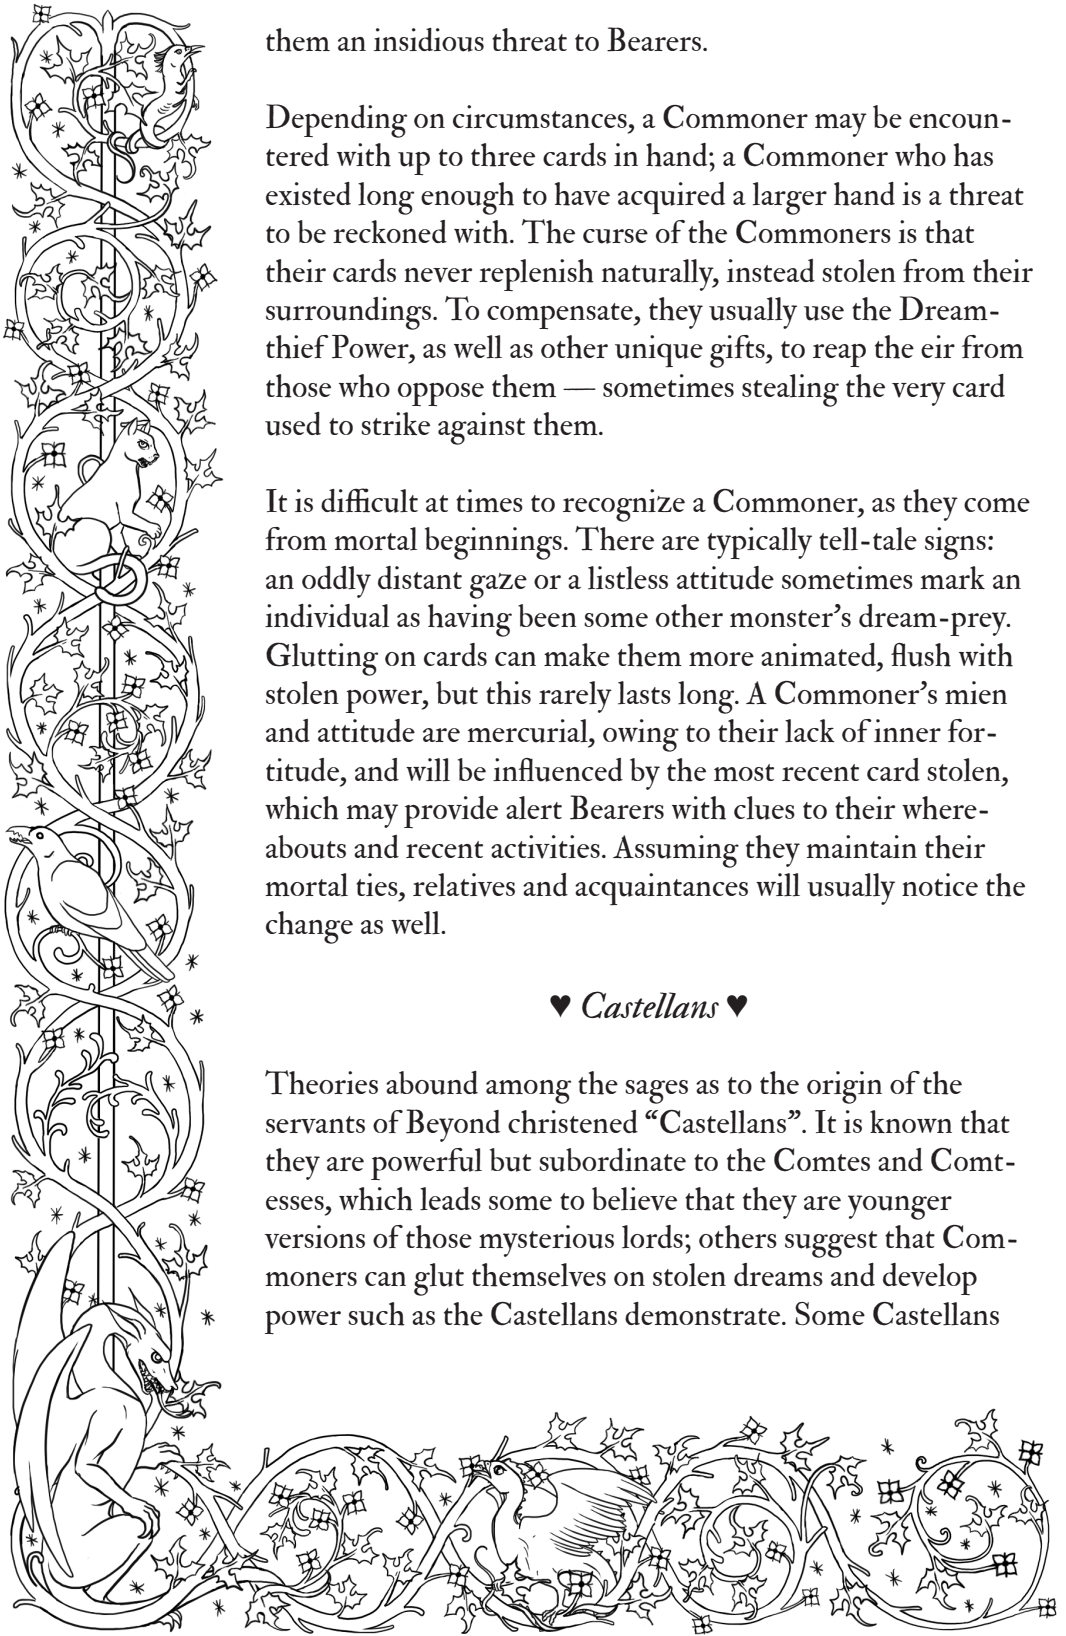 them an insidious threat to Bearers.
Depending on circumstances, a Commoner may be encoun-
tered with up to three cards in hand; a Commoner who has
existed long enough to have acquired a larger hand is a threat
to be reckoned with. The curse of the Commoners is that
their cards never replenish naturally, instead stolen from their
surroundings. To compensate, they usually use the Dream-
thief Power, as well as other unique gifts, to reap the eir from
those who oppose them — sometimes stealing the very card
used to strike against them.
It is difficult at times to recognize a Commoner, as they come
from mortal beginnings. There are typically tell-tale signs:
an oddly distant gaze or a listless attitude sometimes mark an
individual as having been some other monster’s dream-prey.
Glutting on cards can make them more animated, flush with
stolen power, but this rarely lasts long. A Commoner’s mien
and attitude are mercurial, owing to their lack of inner for-
titude, and will be influenced by the most recent card stolen,
which may provide alert Bearers with clues to their where-
abouts and recent activities. Assuming they maintain their
mortal ties, relatives and acquaintances will usually notice the
change as well.
♥ Castellans ♥
Theories abound among the sages as to the origin of the
servants of Beyond christened “Castellans”. It is known that
they are powerful but subordinate to the Comtes and Comt-
esses, which leads some to believe that they are younger
versions of those mysterious lords; others suggest that Com-
moners can glut themselves on stolen dreams and develop
power such as the Castellans demonstrate. Some Castellans